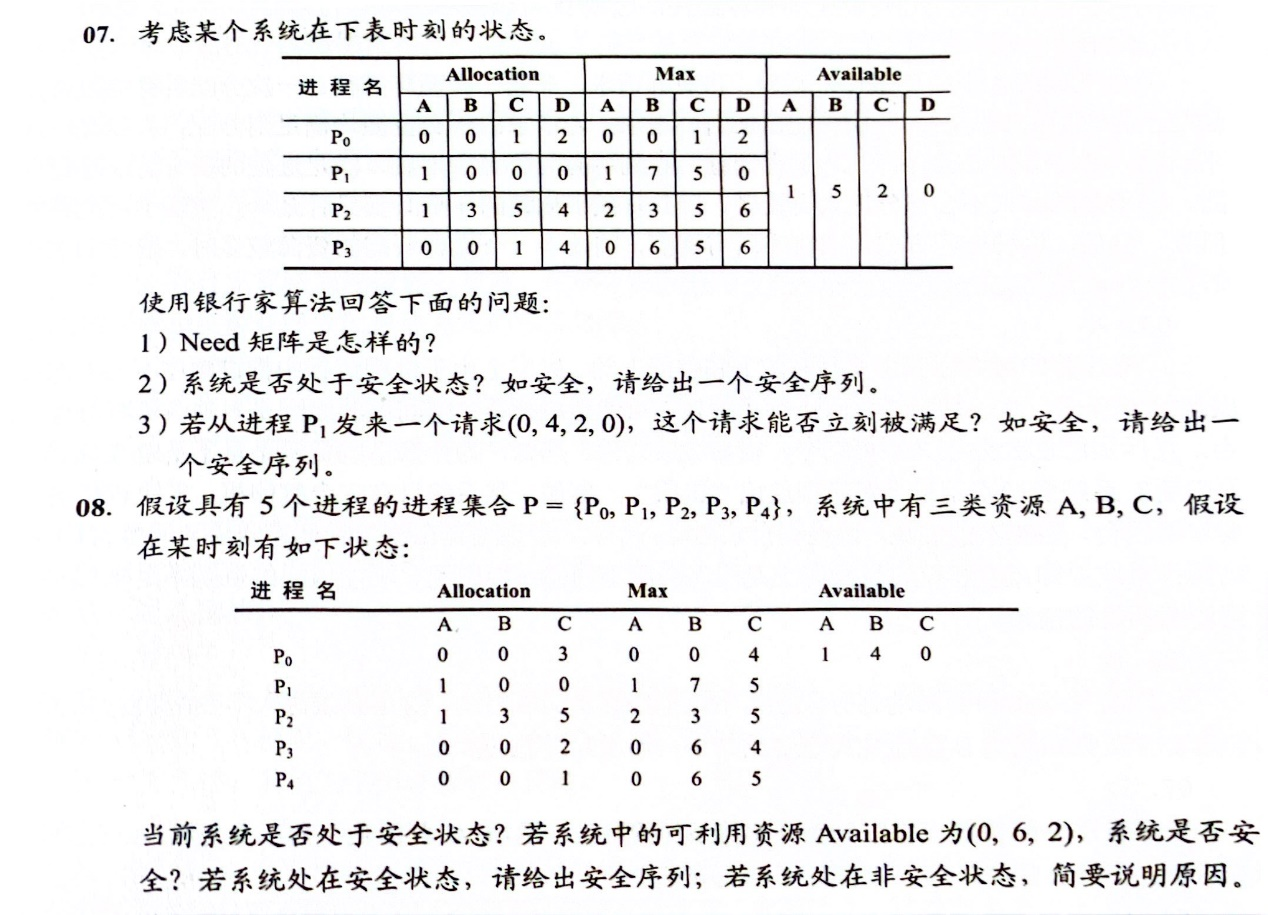 07. 考虑某个系统在下表时刻的状态。
进程名 Allocation Max Available
A B C D A B C D A B C D
P₀ 0 0 1 2 0 0 1 2
P₁ 1 0 0 0 1 7 5 0
1 5 2 0
P₂ 1 3 5 4 2 3 5 6
P₃ 0 0 1 4 0 6 5 6
使用银行家算法回答下面的问题:
1) Need 矩阵是怎样的?
2) 系统是否处于安全状态? 如安全, 请给出一个安全序列。
3) 若从进程 P₁ 发来一个请求(0, 4, 2, 0), 这个请求能否立刻被满足? 如安全, 请给出一
个安全序列。
08. 假设具有 5 个进程的进程集合 P = {P₀, P₁, P₂, P₃, P₄}, 系统中有三类资源 A, B, C, 假设
在某时刻有如下状态:
进程名 Allocation Max Available
A B C A B C A B C
P₀ 0 0 3 0 0 4 1 4 0
P₁ 1 0 0 1 7 5
P₂ 1 3 5 2 3 5
P₃ 0 0 2 0 6 4
P₄ 0 0 1 0 6 5
当前系统是否处于安全状态? 若系统中的可利用资源 Available 为(0, 6, 2), 系统是否安
全? 若系统处在安全状态, 请给出安全序列; 若系统处在非安全状态, 简要说明原因。